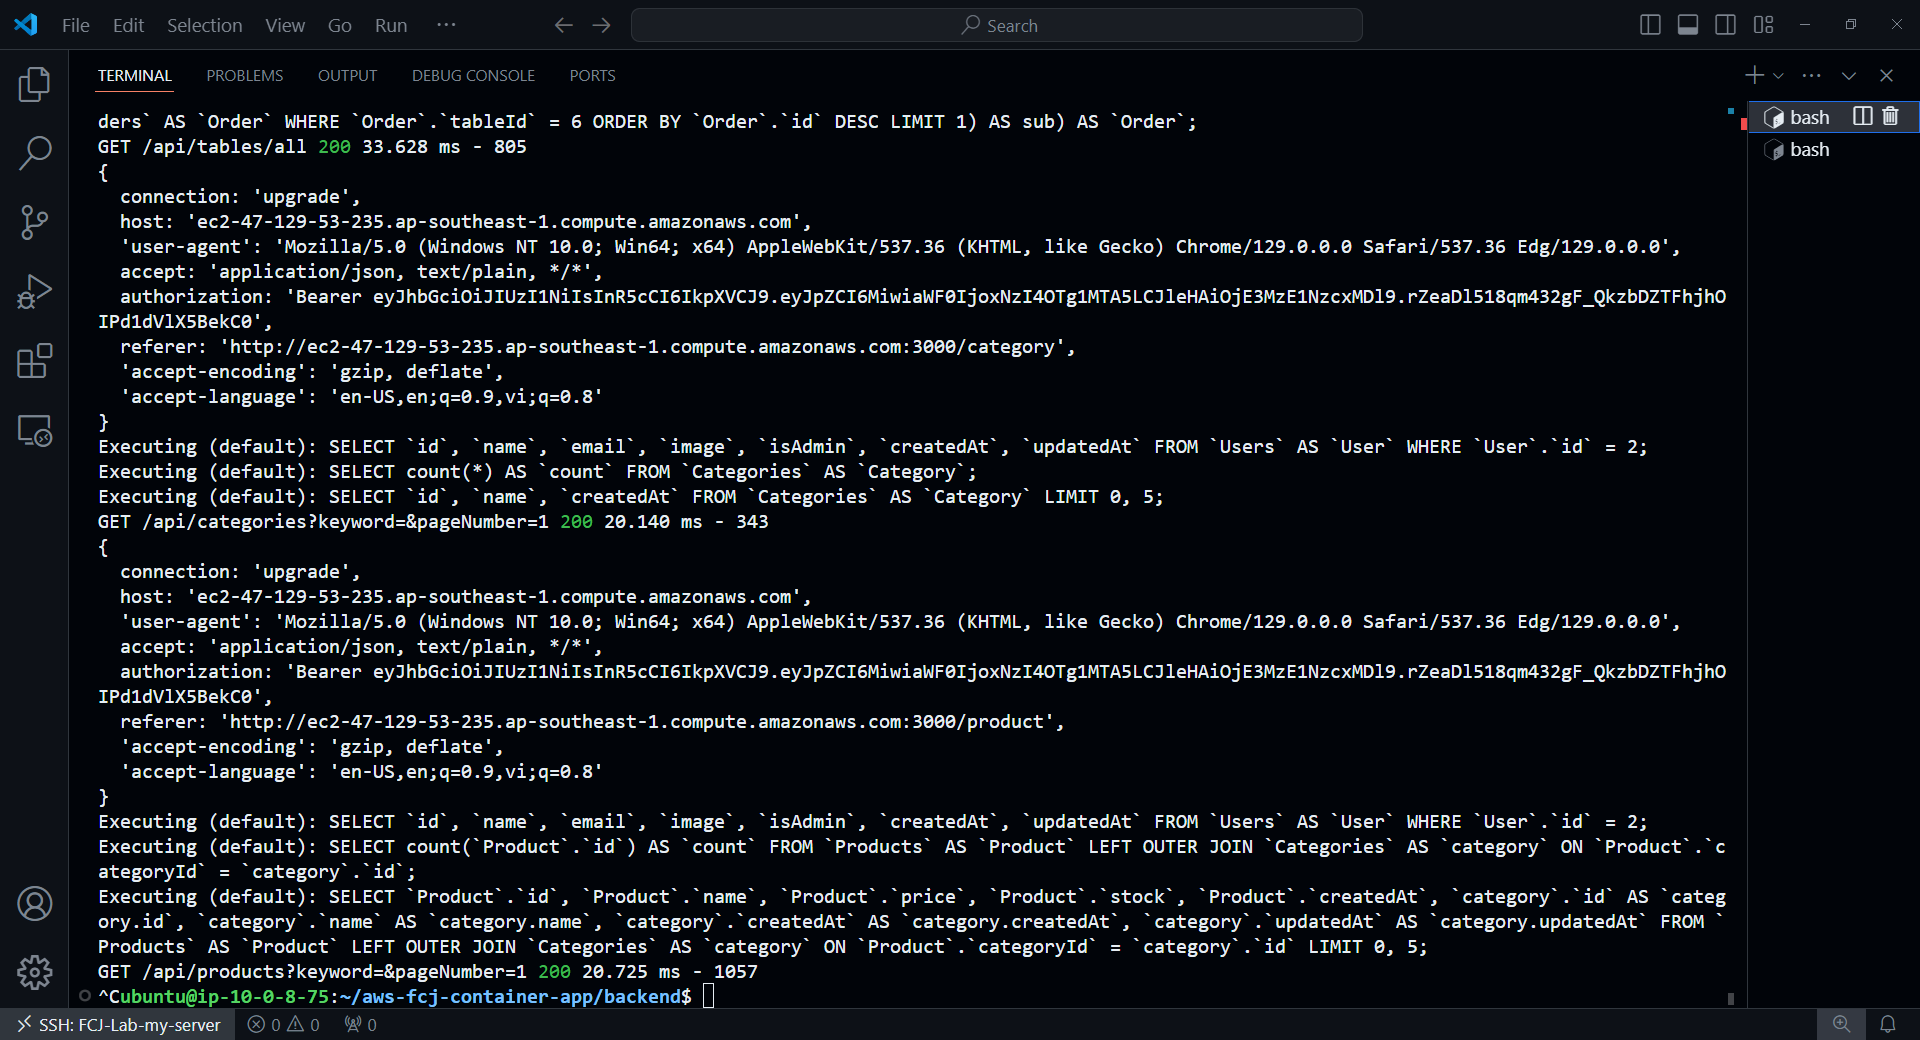 File Edit Selection View Go Run ··· Search
TERMINAL PROBLEMS OUTPUT DEBUG CONSOLE PORTS
bash
bash
ders` AS `Order` WHERE `Order`.`tableId` = 6 ORDER BY `Order`.`id` DESC LIMIT 1) AS sub) AS `Order`;
GET /api/tables/all 200 33.628 ms - 805
{
  connection: 'upgrade',
  host: 'ec2-47-129-53-235.ap-southeast-1.compute.amazonaws.com',
  'user-agent': 'Mozilla/5.0 (Windows NT 10.0; Win64; x64) AppleWebKit/537.36 (KHTML, like Gecko) Chrome/129.0.0.0 Safari/537.36 Edg/129.0.0.0',
  accept: 'application/json, text/plain, */*',
  authorization: 'Bearer eyJhbGciOiJIUzI1NiIsInR5cCI6IkpXVCJ9.eyJpZCI6MiwiaWF0IjoxNzI4OTg1MTA5LCJleHAiOjE3MzE1NzcxMDl9.rZeaDl518qm432gF_QkzbDZTFhjhO
IPd1dVlX5BekC0',
  referer: 'http://ec2-47-129-53-235.ap-southeast-1.compute.amazonaws.com:3000/category',
  'accept-encoding': 'gzip, deflate',
  'accept-language': 'en-US,en;q=0.9,vi;q=0.8'
}
Executing (default): SELECT `id`, `name`, `email`, `image`, `isAdmin`, `createdAt`, `updatedAt` FROM `Users` AS `User` WHERE `User`.`id` = 2;
Executing (default): SELECT count(*) AS `count` FROM `Categories` AS `Category`;
Executing (default): SELECT `id`, `name`, `createdAt` FROM `Categories` AS `Category` LIMIT 0, 5;
GET /api/categories?keyword=&pageNumber=1 200 20.140 ms - 343
{
  connection: 'upgrade',
  host: 'ec2-47-129-53-235.ap-southeast-1.compute.amazonaws.com',
  'user-agent': 'Mozilla/5.0 (Windows NT 10.0; Win64; x64) AppleWebKit/537.36 (KHTML, like Gecko) Chrome/129.0.0.0 Safari/537.36 Edg/129.0.0.0',
  accept: 'application/json, text/plain, */*',
  authorization: 'Bearer eyJhbGciOiJIUzI1NiIsInR5cCI6IkpXVCJ9.eyJpZCI6MiwiaWF0IjoxNzI4OTg1MTA5LCJleHAiOjE3MzE1NzcxMDl9.rZeaDl518qm432gF_QkzbDZTFhjhO
IPd1dVlX5BekC0',
  referer: 'http://ec2-47-129-53-235.ap-southeast-1.compute.amazonaws.com:3000/product',
  'accept-encoding': 'gzip, deflate',
  'accept-language': 'en-US,en;q=0.9,vi;q=0.8'
}
Executing (default): SELECT `id`, `name`, `email`, `image`, `isAdmin`, `createdAt`, `updatedAt` FROM `Users` AS `User` WHERE `User`.`id` = 2;
Executing (default): SELECT count(`Product`.`id`) AS `count` FROM `Products` AS `Product` LEFT OUTER JOIN `Categories` AS `category` ON `Product`.`c
ategoryId` = `category`.`id`;
Executing (default): SELECT `Product`.`id`, `Product`.`name`, `Product`.`price`, `Product`.`stock`, `Product`.`createdAt`, `category`.`id` AS `categ
ory.id`, `category`.`name` AS `category.name`, `category`.`createdAt` AS `category.createdAt`, `category`.`updatedAt` AS `category.updatedAt` FROM `
Products` AS `Product` LEFT OUTER JOIN `Categories` AS `category` ON `Product`.`categoryId` = `category`.`id` LIMIT 0, 5;
GET /api/products?keyword=&pageNumber=1 200 20.725 ms - 1057
^Cubuntu@ip-10-0-8-75:~/aws-fcj-container-app/backend$
SSH: FCJ-Lab-my-server 0 0 0